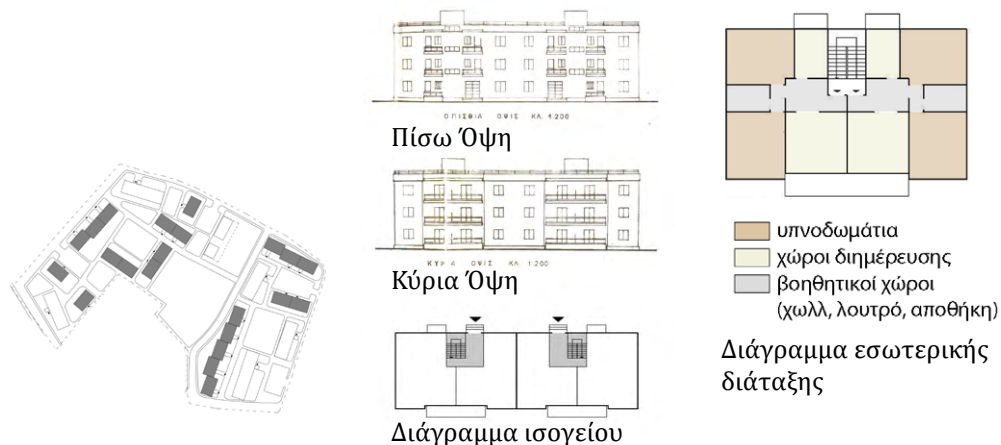 ΟΠΙΣΘΙΑ ΟΨΙΣ ΚΛ. 1:200
Πίσω Όψη
ΚΥΡΙΑ ΟΨΙΣ ΚΛ. 1:200
Κύρια Όψη
Διάγραμμα ισογείου
υπνοδωμάτια
χώροι διημέρευσης
βοηθητικοί χώροι
(χωλλ, λουτρό, αποθήκη)
Διάγραμμα εσωτερικής
διάταξης